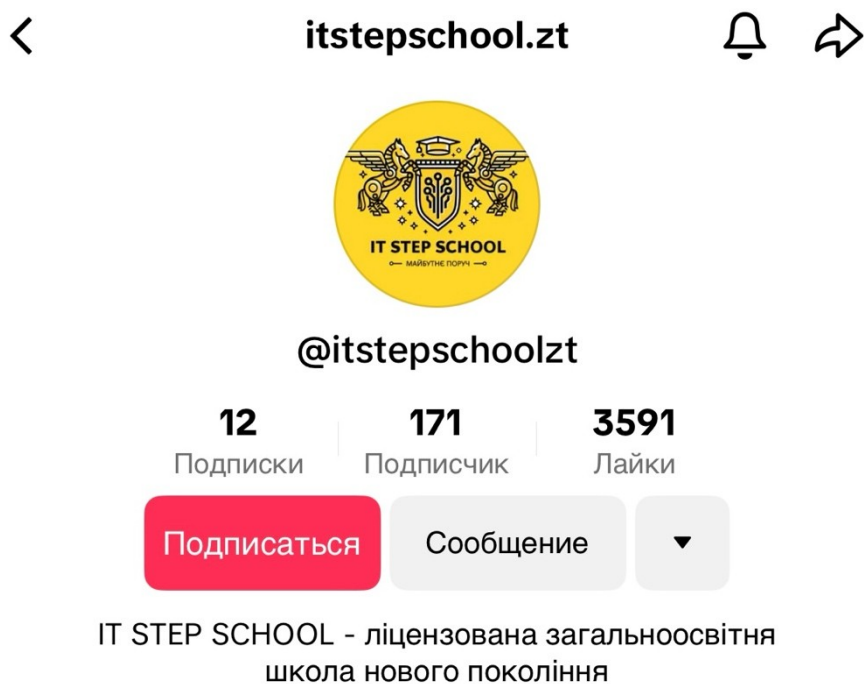 itstepschool.zt
IT STEP SCHOOL
МАЙБУТНЄ ПОРУЧ
@itstepschoolzt
12 171 3591
Подписки Подписчик Лайки
Подписаться Сообщение
IT STEP SCHOOL - ліцензована загальноосвітня
школа нового покоління